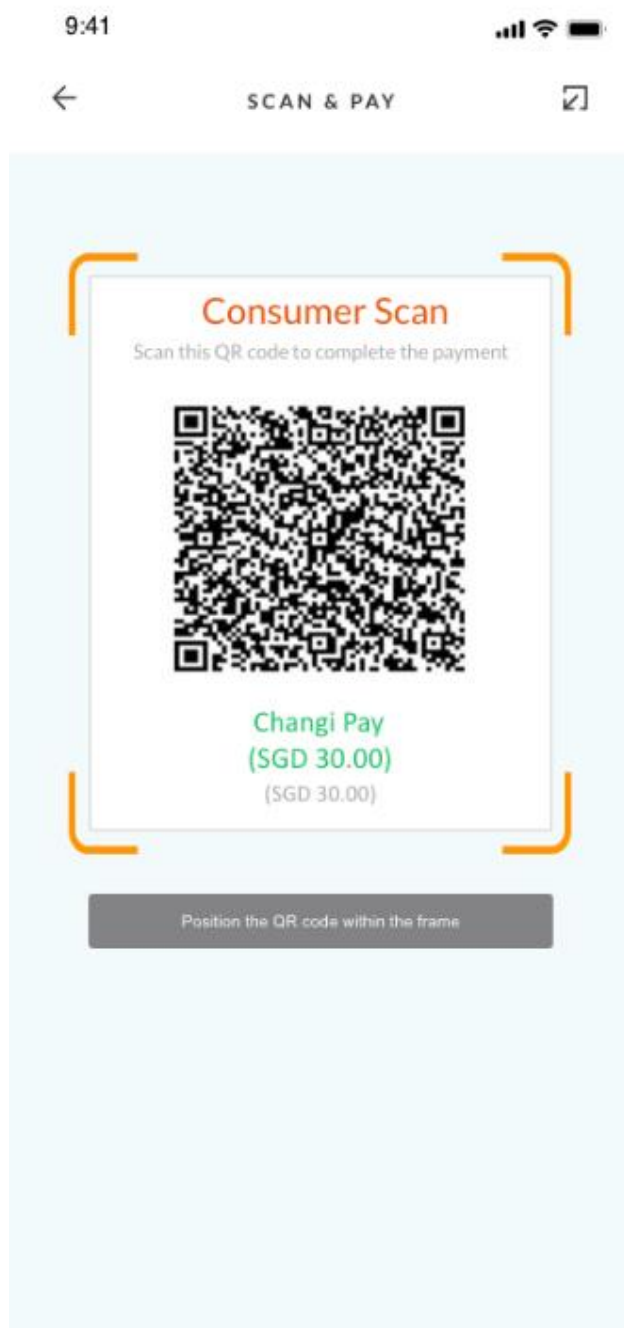 9:41
SCAN & PAY
Consumer Scan
Scan this QR code to complete the payment
Changi Pay
(SGD 30.00)
(SGD 30.00)
Position the QR code within the frame